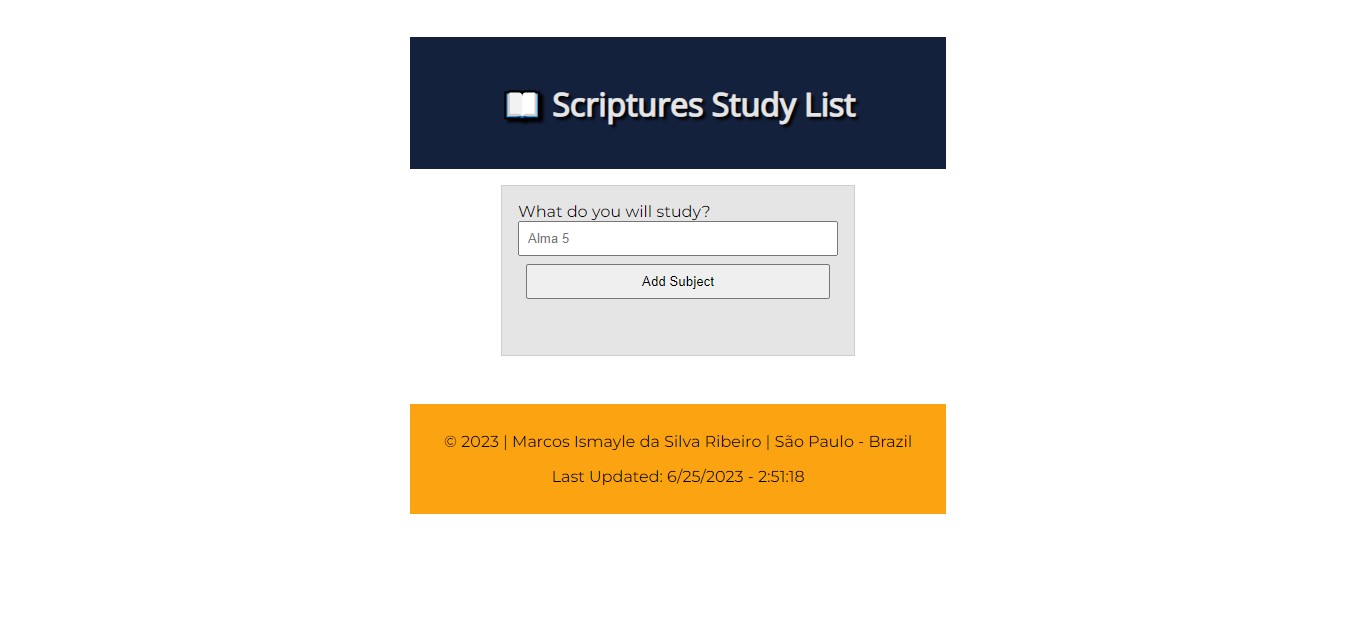 📖 Scriptures Study List
What do you will study?
Alma 5
Add Subject
© 2023 | Marcos Ismayle da Silva Ribeiro | São Paulo - Brazil
Last Updated: 6/25/2023 - 2:51:18